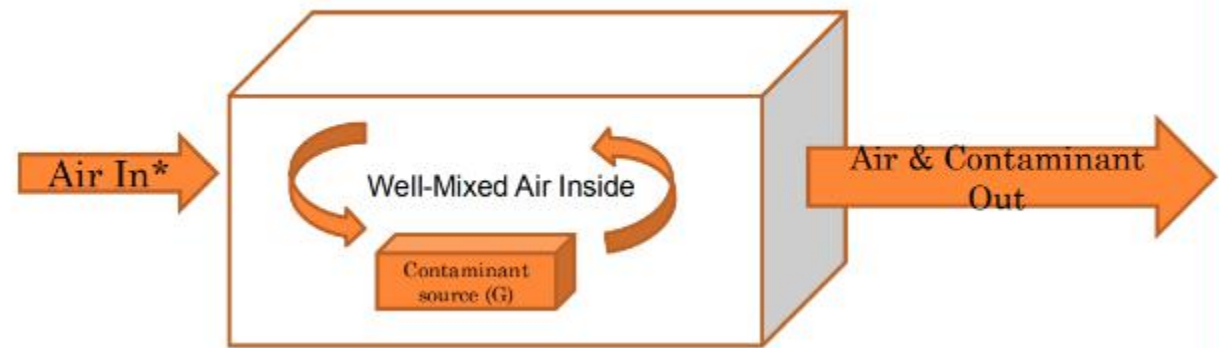 Air In*
Well-Mixed Air Inside
Contaminant
source (G)
Air & Contaminant
Out